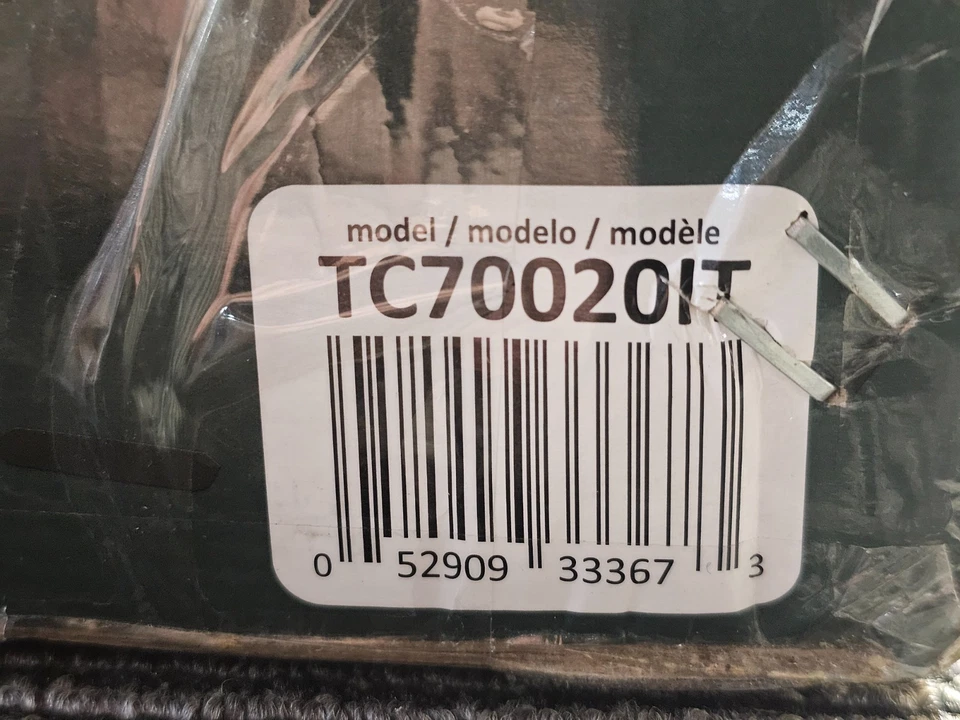 model / modelo / modèle
TC70020IT
0 52909 33367 3